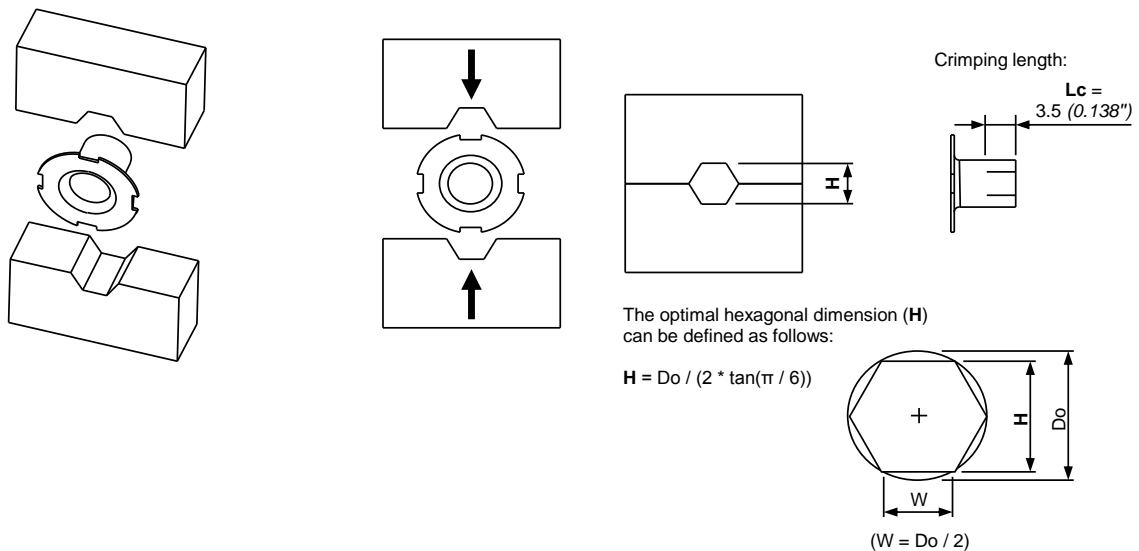 Crimping length:
Lc =
3.5 (0.138")
H
The optimal hexagonal dimension (H)
can be defined as follows:
H = Do / (2 * tan(π / 6))
H
Do
W
(W = Do / 2)